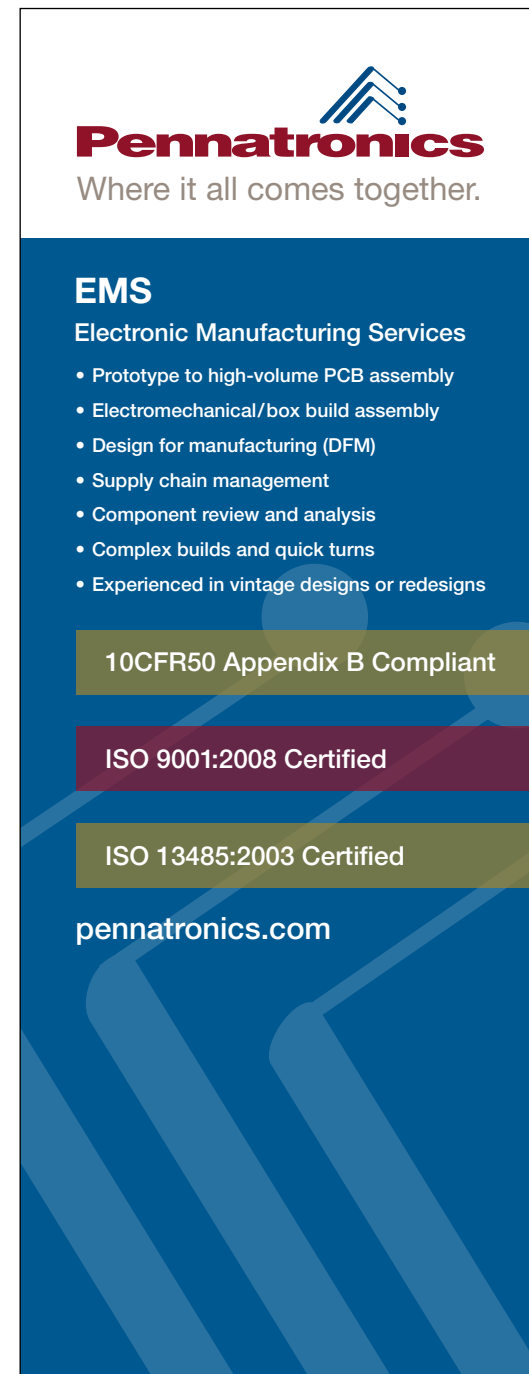 Pennatronics
Where it all comes together.
EMS
Electronic Manufacturing Services
• Prototype to high-volume PCB assembly
• Electromechanical/box build assembly
• Design for manufacturing (DFM)
• Supply chain management
• Component review and analysis
• Complex builds and quick turns
• Experienced in vintage designs or redesigns
10CFR50 Appendix B Compliant
ISO 9001:2008 Certified
ISO 13485:2003 Certified
pennatronics.com